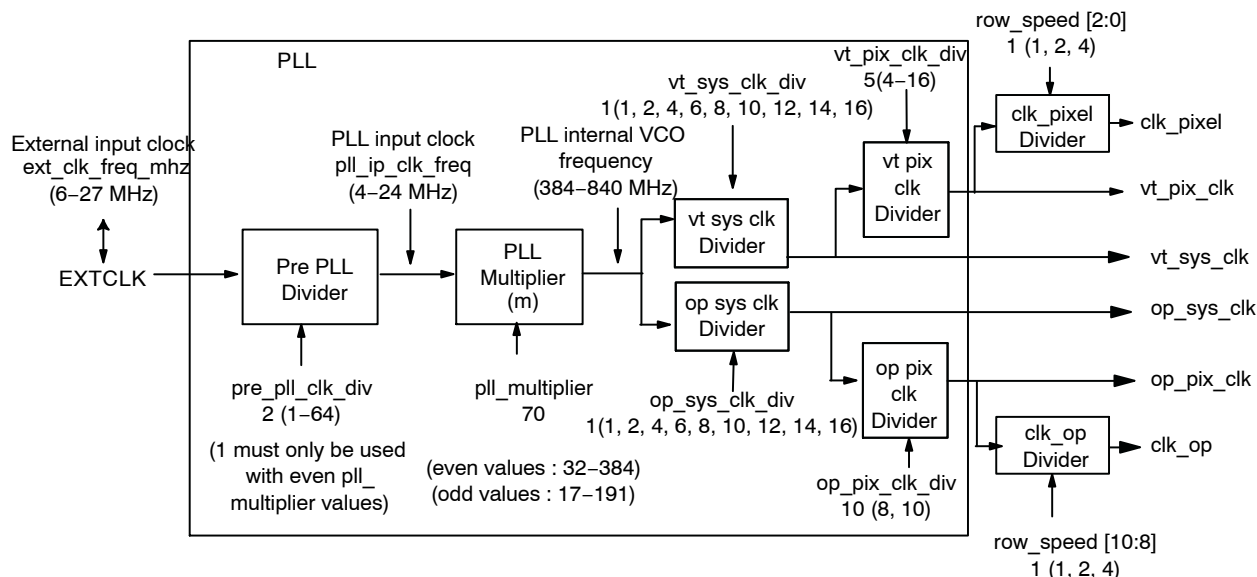 row_speed [2:0]
1 (1, 2, 4)
PLL
vt_pix_clk_div
5(4–16)
vt_sys_clk_div
1(1, 2, 4, 6, 8, 10, 12, 14, 16)
clk_pixel
Divider
clk_pixel
External input clock
ext_clk_freq_mhz
(6–27 MHz)
PLL input clock
pll_ip_clk_freq
(4–24 MHz)
PLL internal VCO
frequency
(384–840 MHz)
vt pix
clk
Divider
vt_pix_clk
vt sys clk
Divider
vt_sys_clk
EXTCLK
Pre PLL
Divider
PLL
Multiplier
(m)
op sys clk
Divider
op_sys_clk
op pix
clk
Divider
op_pix_clk
pre_pll_clk_div
2 (1–64)
(1 must only be used
with even pll_
multiplier values)
pll_multiplier
70
(even values : 32–384)
(odd values : 17–191)
op_sys_clk_div
1(1, 2, 4, 6, 8, 10, 12, 14, 16)
clk_op
Divider
clk_op
op_pix_clk_div
10 (8, 10)
row_speed [10:8]
1 (1, 2, 4)